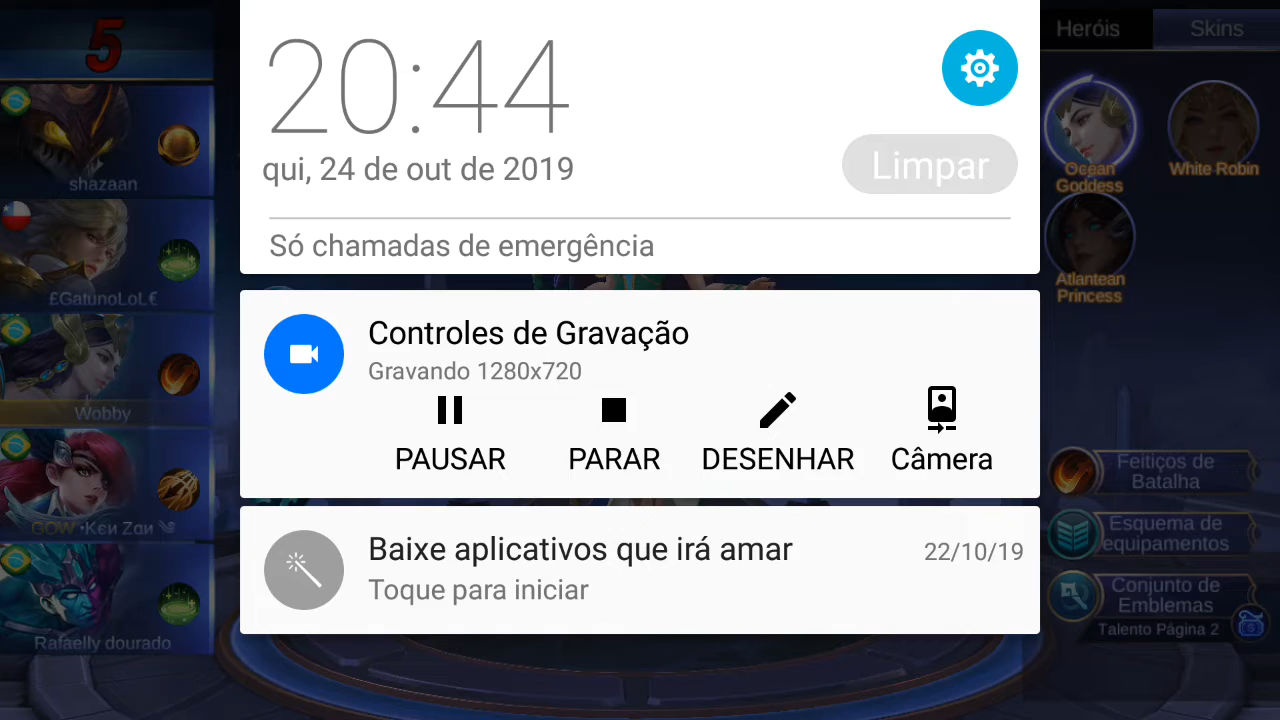 5
shazaan
£GatunoLoL€
Wobby
GOW •Kєи Zαи ༄
Rafaelly dourado
20:44
qui, 24 de out de 2019
Limpar
Só chamadas de emergência
Controles de Gravação
Gravando 1280x720
PAUSAR
PARAR
DESENHAR
Câmera
Baixe aplicativos que irá amar
22/10/19
Toque para iniciar
Heróis
Skins
Ocean
Goddess
White Robin
Atlantean
Princess
Feitiços de
Batalha
Esquema de
equipamentos
Conjunto de
Emblemas
Talento Página 2